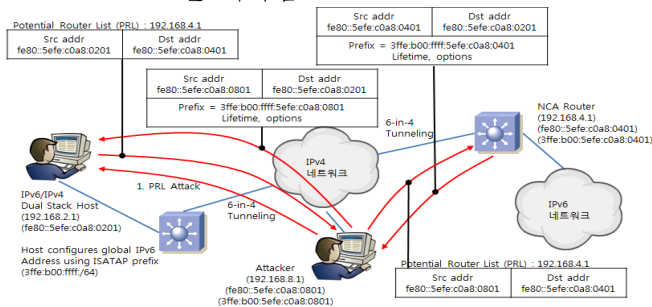 Potential Router List (PRL) : 192.168.4.1
Src addr
fe80::5efe:c0a8:0201
Dst addr
fe80::5efe:c0a8:0401
Src addr
fe80::5efe:c0a8:0401
Dst addr
fe80::5efe:c0a8:0201
Prefix = 3ffe:b00:ffff:5efe:c0a8:0401
Lifetime, options
Src addr
fe80::5efe:c0a8:0801
Dst addr
fe80::5efe:c0a8:0201
Prefix = 3ffe:b00:ffff:5efe:c0a8:0801
Lifetime, options
NCA Router
(192.168.4.1)
(fe80::5efe:c0a8:0401)
(3ffe:b00:5efe:c0a8:0401)
6-in-4
Tunneling
IPv4
네트워크
1. PRL Attack
IPv6/IPv4
Dual Stack Host
(192.168.2.1)
(fe80::5efe:c0a8:0201)
6-in-4
Tunneling
IPv6
네트워크
Host configures global IPv6
Address using ISATAP prefix
(3ffe:b00:ffff:/64)
Attacker
(192.168.8.1)
(fe80::5efe:c0a8:0801)
(3ffe:b00:5efe:c0a8:0801)
Potential Router List (PRL) :192.168.4.1
Src addr
fe80::5efe:c0a8:0801
Dst addr
fe80::5efe:c0a8:0401